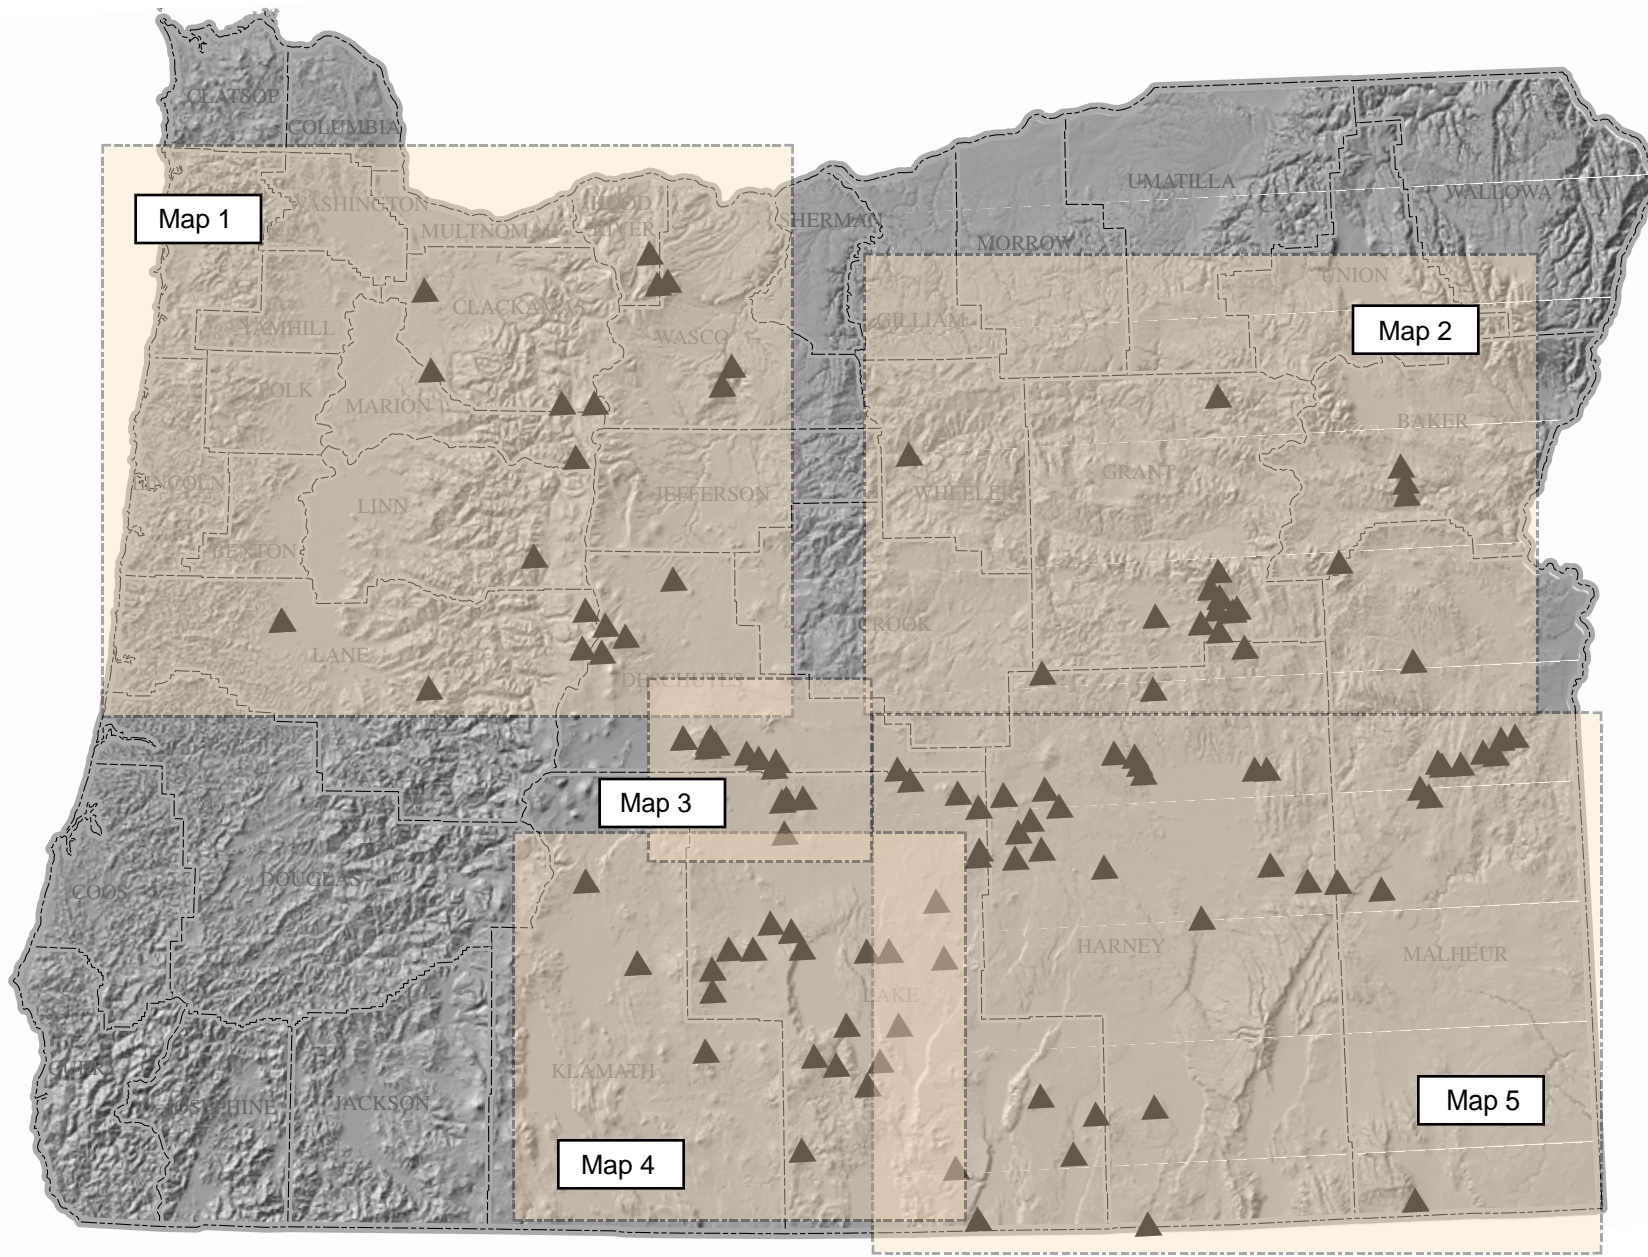 CLATSOP
COLUMBIA
Map 1
WASHINGTON
HOOD
RIVER
MULTNOMAH
SHERMAN
MORROW
UMATILLA
WALLOWA
UNION
CLACKAMAS
YAMHILL
WASCO
GILLIAM
Map 2
POLK
MARION
BAKER
LINCOLN
LINN
JEFFERSON
WHEELER
GRANT
BENTON
LANE
CROOK
DESCHUTES
Map 3
COOS
DOUGLAS
HARNEY
MALHEUR
LAKE
CURRY
KLAMATH
JOSEPHINE
JACKSON
Map 5
Map 4